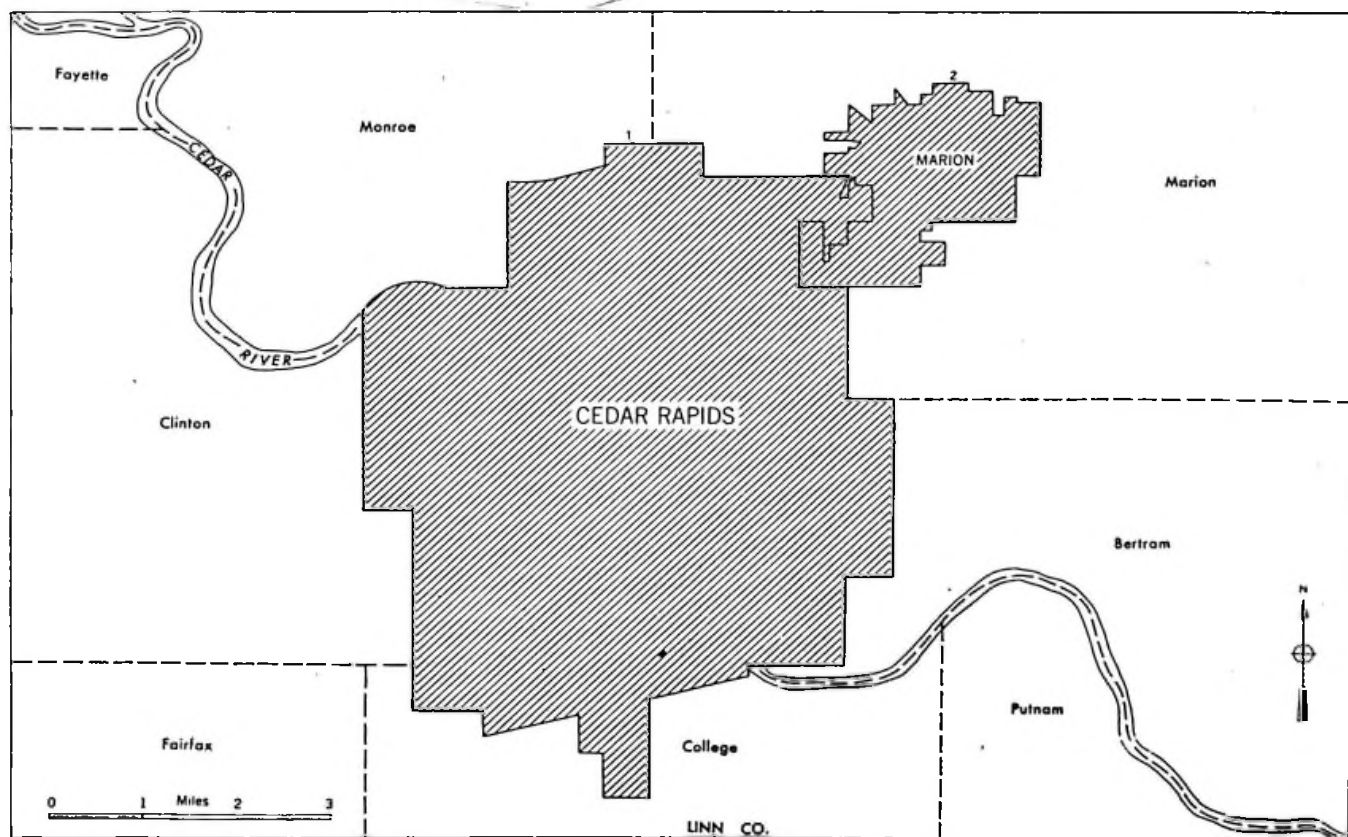 2
Fayette
Monroe
1
CEDAR
MARION
Marion
RIVER
CEDAR RAPIDS
Clinton
Bertram
N
Putnam
Fairfax
College
0 1 Miles 2 3
LINN CO.